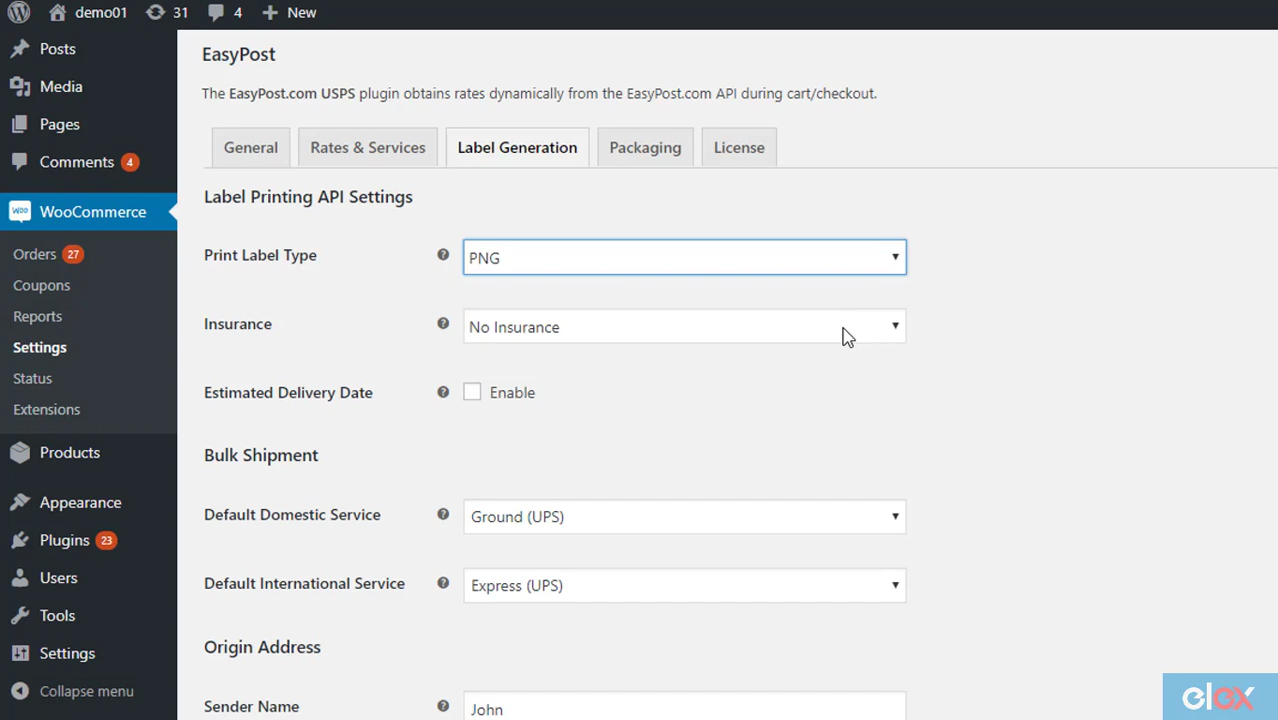 demo01 31 4 New
Posts
Media
Pages
Comments 4
WOO WooCommerce
Orders 27
Coupons
Reports
Settings
Status
Extensions
Products
Appearance
Plugins 23
Users
Tools
Settings
Collapse menu
EasyPost
The EasyPost.com USPS plugin obtains rates dynamically from the EasyPost.com API during cart/checkout.
General Rates & Services Label Generation Packaging License
Label Printing API Settings
Print Label Type ? PNG
Insurance ? No Insurance
Estimated Delivery Date ? Enable
Bulk Shipment
Default Domestic Service ? Ground (UPS)
Default International Service ? Express (UPS)
Origin Address
Sender Name ? John
elex